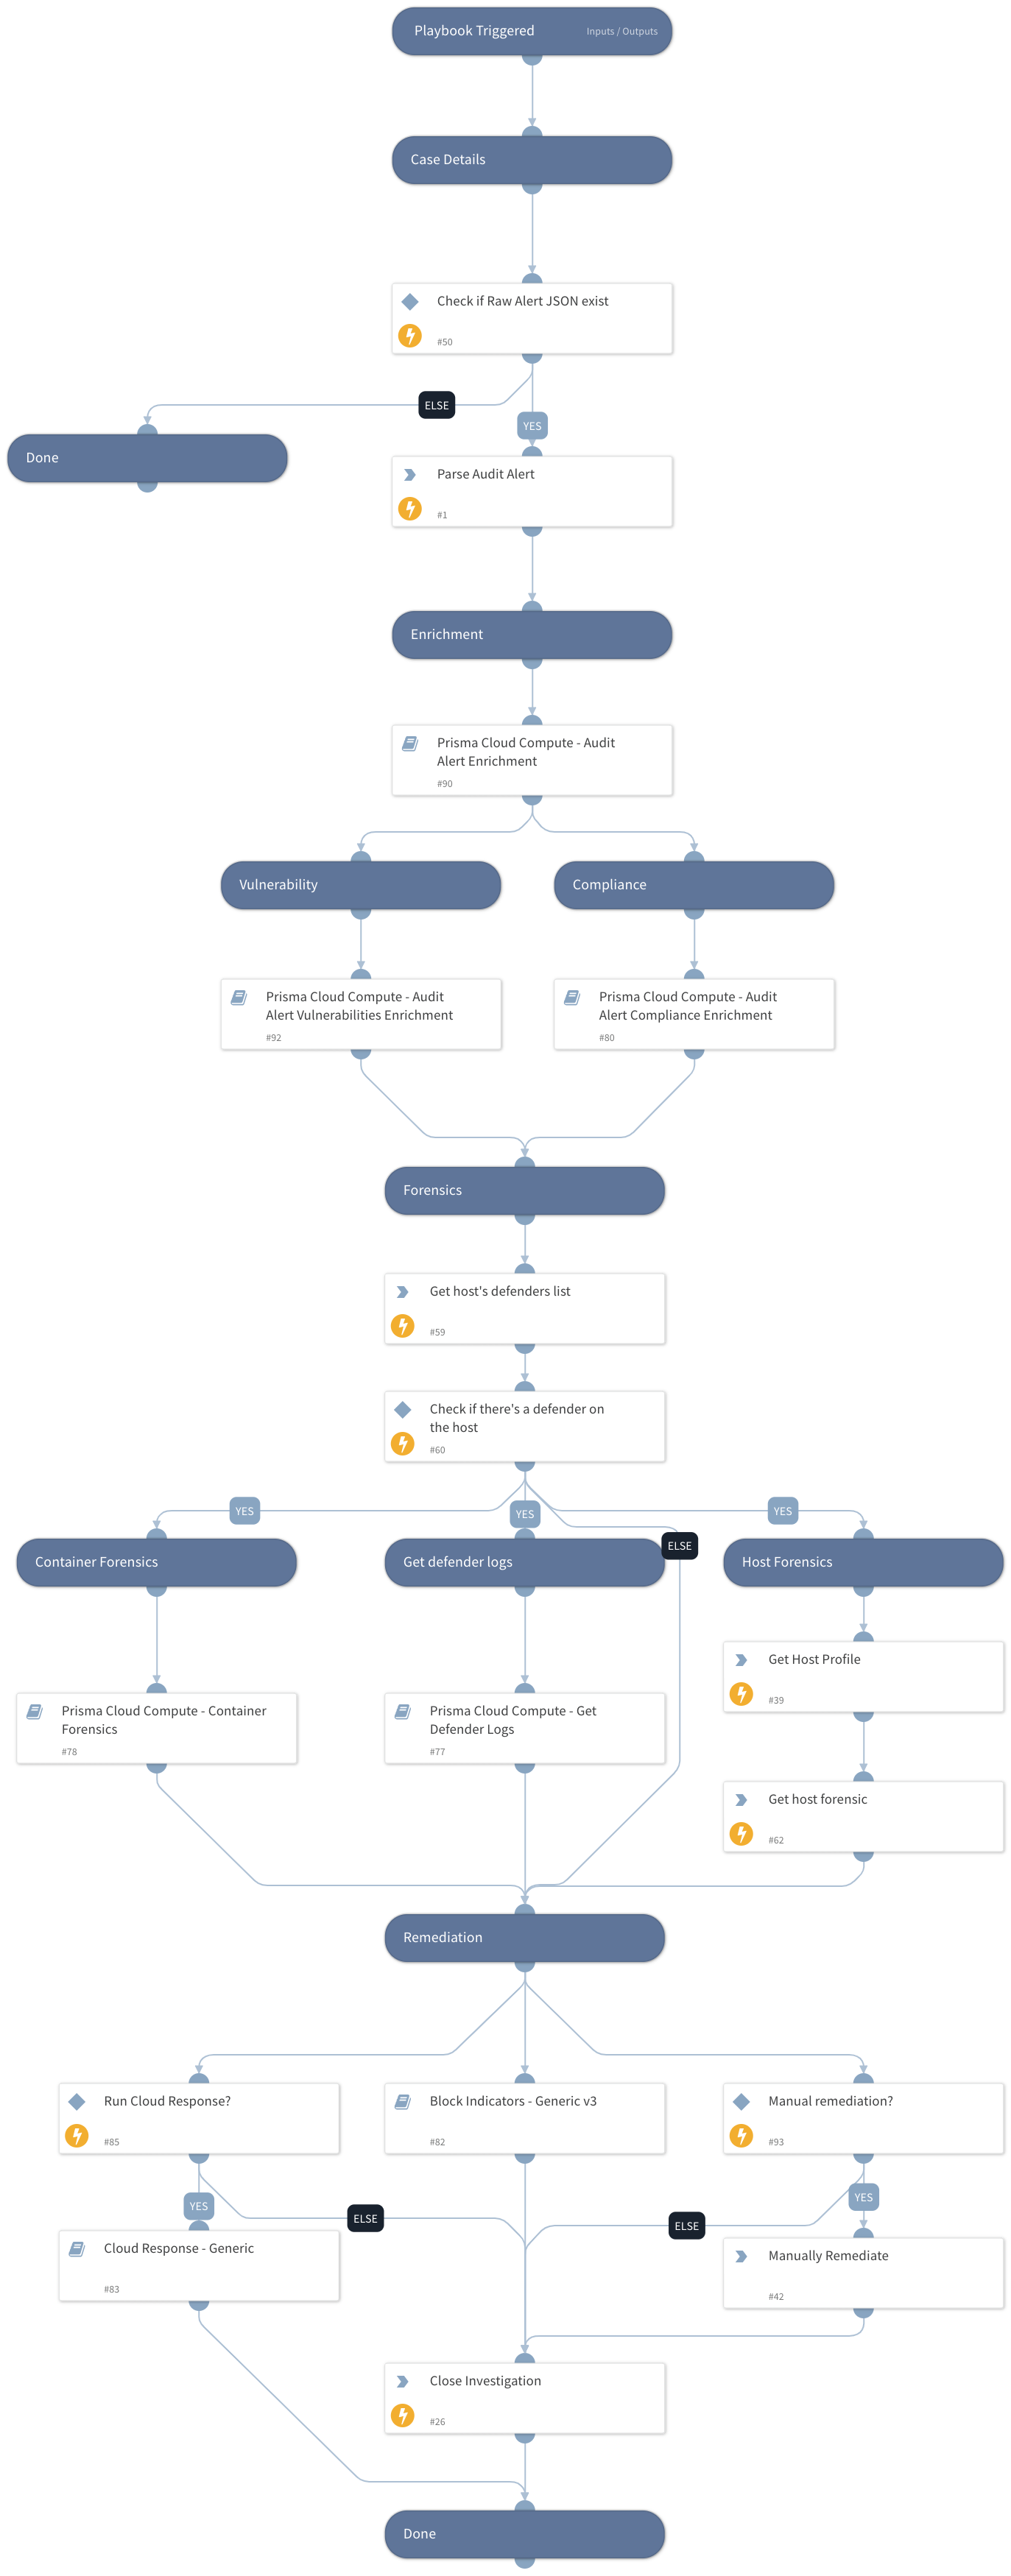 Playbook Triggered
Inputs / Outputs
Case Details
Check if Raw Alert JSON exist
#50
ELSE
YES
Done
Parse Audit Alert
#1
Enrichment
Prisma Cloud Compute - Audit
Alert Enrichment
#90
Vulnerability
Compliance
Prisma Cloud Compute - Audit
Alert Vulnerabilities Enrichment
#92
Prisma Cloud Compute - Audit
Alert Compliance Enrichment
#80
Forensics
Get host's defenders list
#59
Check if there's a defender on
the host
#60
YES
YES
YES
ELSE
Container Forensics
Get defender logs
Host Forensics
Get Host Profile
#39
Prisma Cloud Compute - Container
Forensics
#78
Prisma Cloud Compute - Get
Defender Logs
#77
Get host forensic
#62
Remediation
Run Cloud Response?
#85
Block Indicators - Generic v3
#82
Manual remediation?
#93
YES
ELSE
ELSE
YES
Cloud Response - Generic
#83
Manually Remediate
#42
Close Investigation
#26
Done